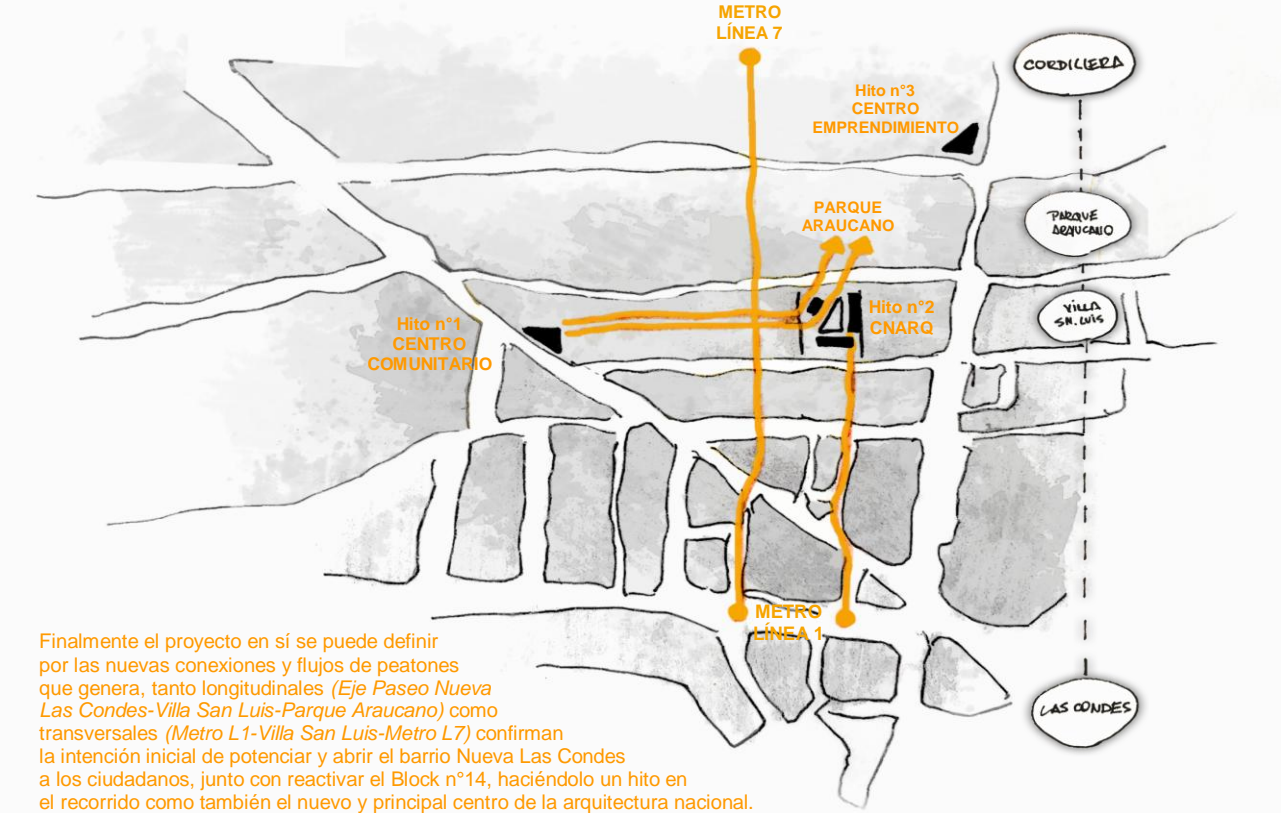 METRO
LÍNEA 7
CORDILLERA
Hito n°3
CENTRO
EMPRENDIMIENTO
PARQUE
ARAUCANO
PARQUE
ARAUCANO
Hito n°2
CNARQ
VILLA
SN. LUIS
Hito n°1
CENTRO
COMUNITARIO
METRO
LÍNEA 1
LAS CONDES
Finalmente el proyecto en sí se puede definir
por las nuevas conexiones y flujos de peatones
que genera, tanto longitudinales (Eje Paseo Nueva
Las Condes-Villa San Luis-Parque Araucano) como
transversales (Metro L1-Villa San Luis-Metro L7) confirman
la intención inicial de potenciar y abrir el barrio Nueva Las Condes
a los ciudadanos, junto con reactivar el Block n°14, haciéndolo un hito en
el recorrido como también el nuevo y principal centro de la arquitectura nacional.